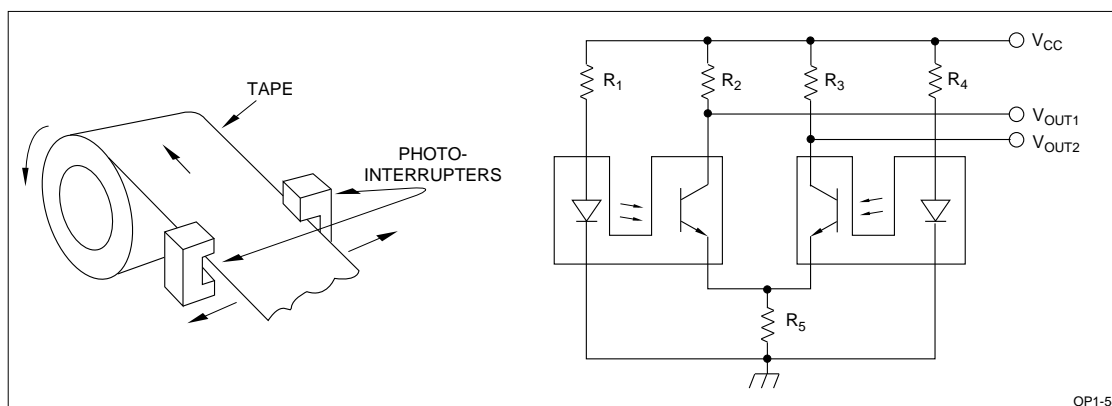 TAPE
PHOTO-
INTERRUPTERS
R1
R2
R3
R4
VCC
VOUT1
VOUT2
R5
OP1-5